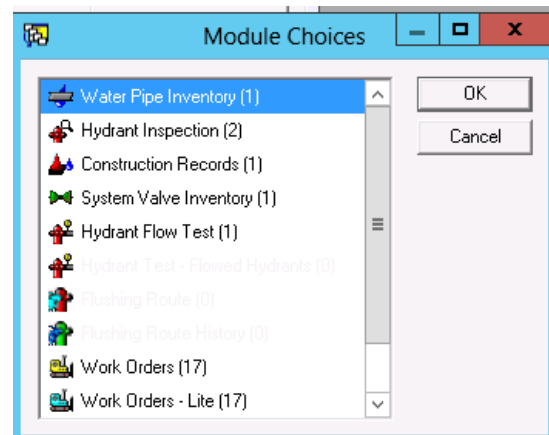 Module Choices
Water Pipe Inventory (1)
OK
Hydrant Inspection (2)
Cancel
Construction Records (1)
System Valve Inventory (1)
Hydrant Flow Test (1)
Hydrant Test - Flowed Hydrants (0)
Flushing Route (0)
Flushing Route History (0)
Work Orders (17)
Work Orders - Lite (17)